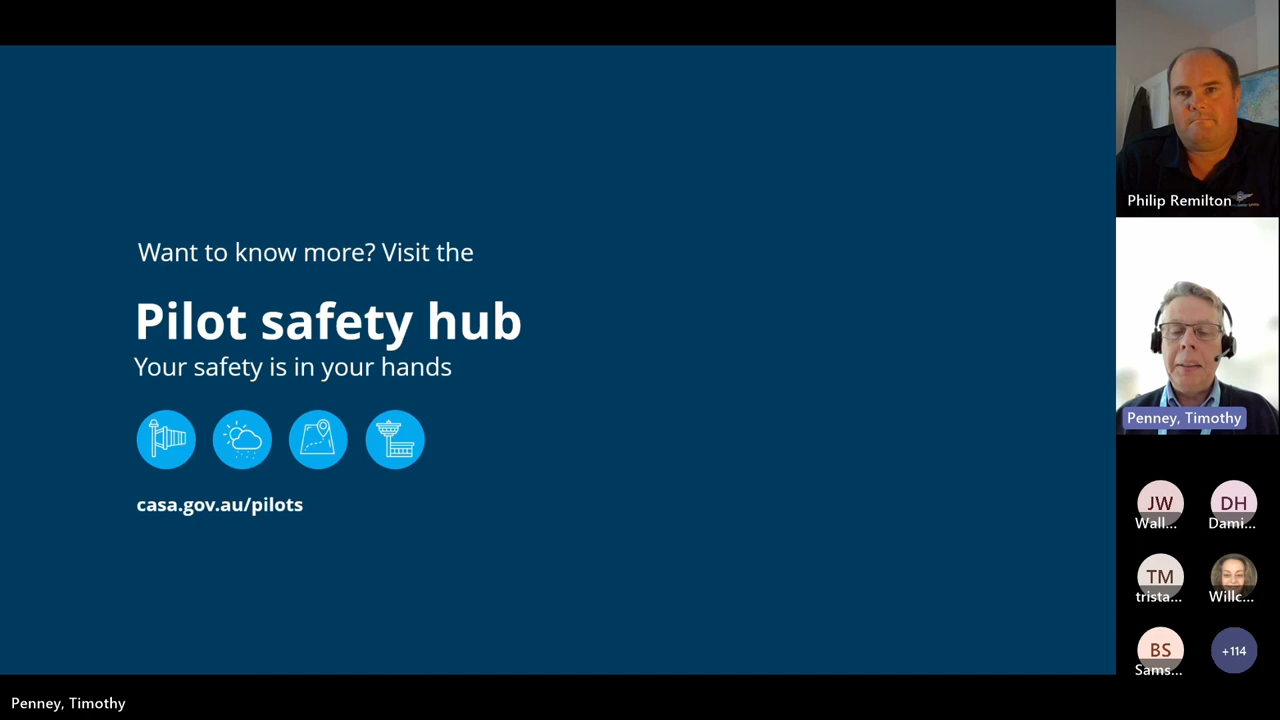 Want to know more? Visit the
Pilot safety hub
Your safety is in your hands
casa.gov.au/pilots
Philip Remilton
Penney, Timothy
JW
Wall...
DH
Dami...
TM
trista...
Willc...
BS
Sams...
+114
Penney, Timothy